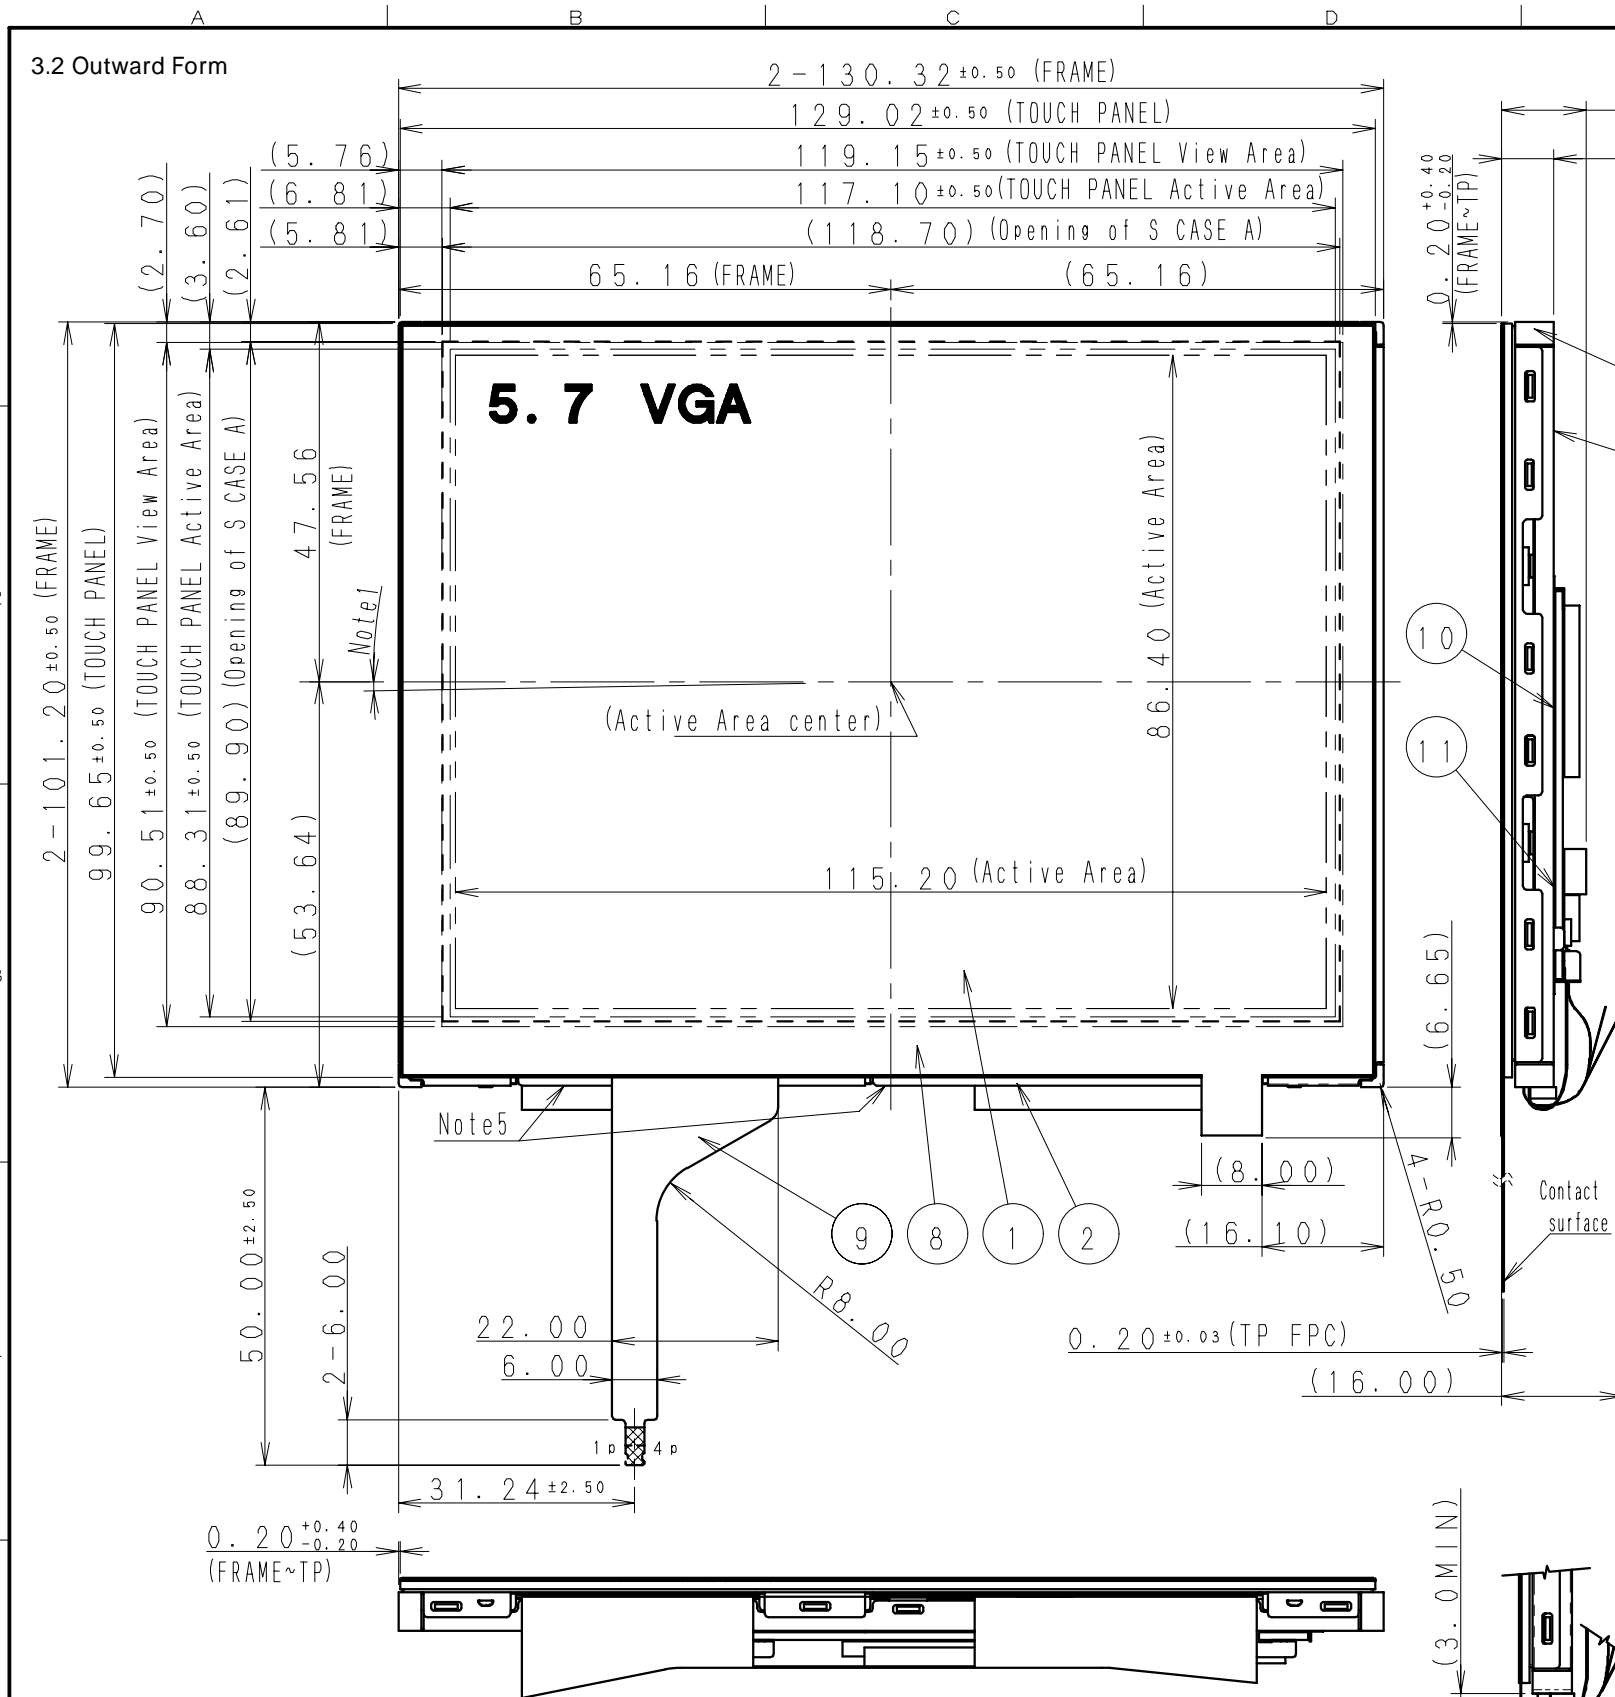 A B C D
3.2 Outward Form
2-130.32±0.50 (FRAME)
129.02±0.50 (TOUCH PANEL)
(5.76) 119.15±0.50 (TOUCH PANEL View Area)
(6.81) 117.10±0.50(TOUCH PANEL Active Area)
(5.81) (118.70) (Opening of S CASE A)
65.16 (FRAME) (65.16)
(2.70)
(3.60)
(2.61)
0.20+0.40-0.20
(FRAME~TP)
5.7 VGA
2-101.20±0.50 (FRAME)
99.65±0.50 (TOUCH PANEL)
90.51±0.50 (TOUCH PANEL View Area)
88.31±0.50 (TOUCH PANEL Active Area)
(89.90) (Opening of S CASE A)
47.56
(FRAME)
(53.64)
Note1
86.40 (Active Area)
(Active Area center)
115.20 (Active Area)
10
11
(6.65)
Note5
(8.00)
(16.10)
4-R0.50
Contact
surface
9 8 1 2
R8.00
50.00±2.50
2-6.00
22.00
6.00
0.20±0.03 (TP FPC)
(16.00)
1p 4p
31.24±2.50
0.20+0.40-0.20
(FRAME~TP)
(3.0MIN)